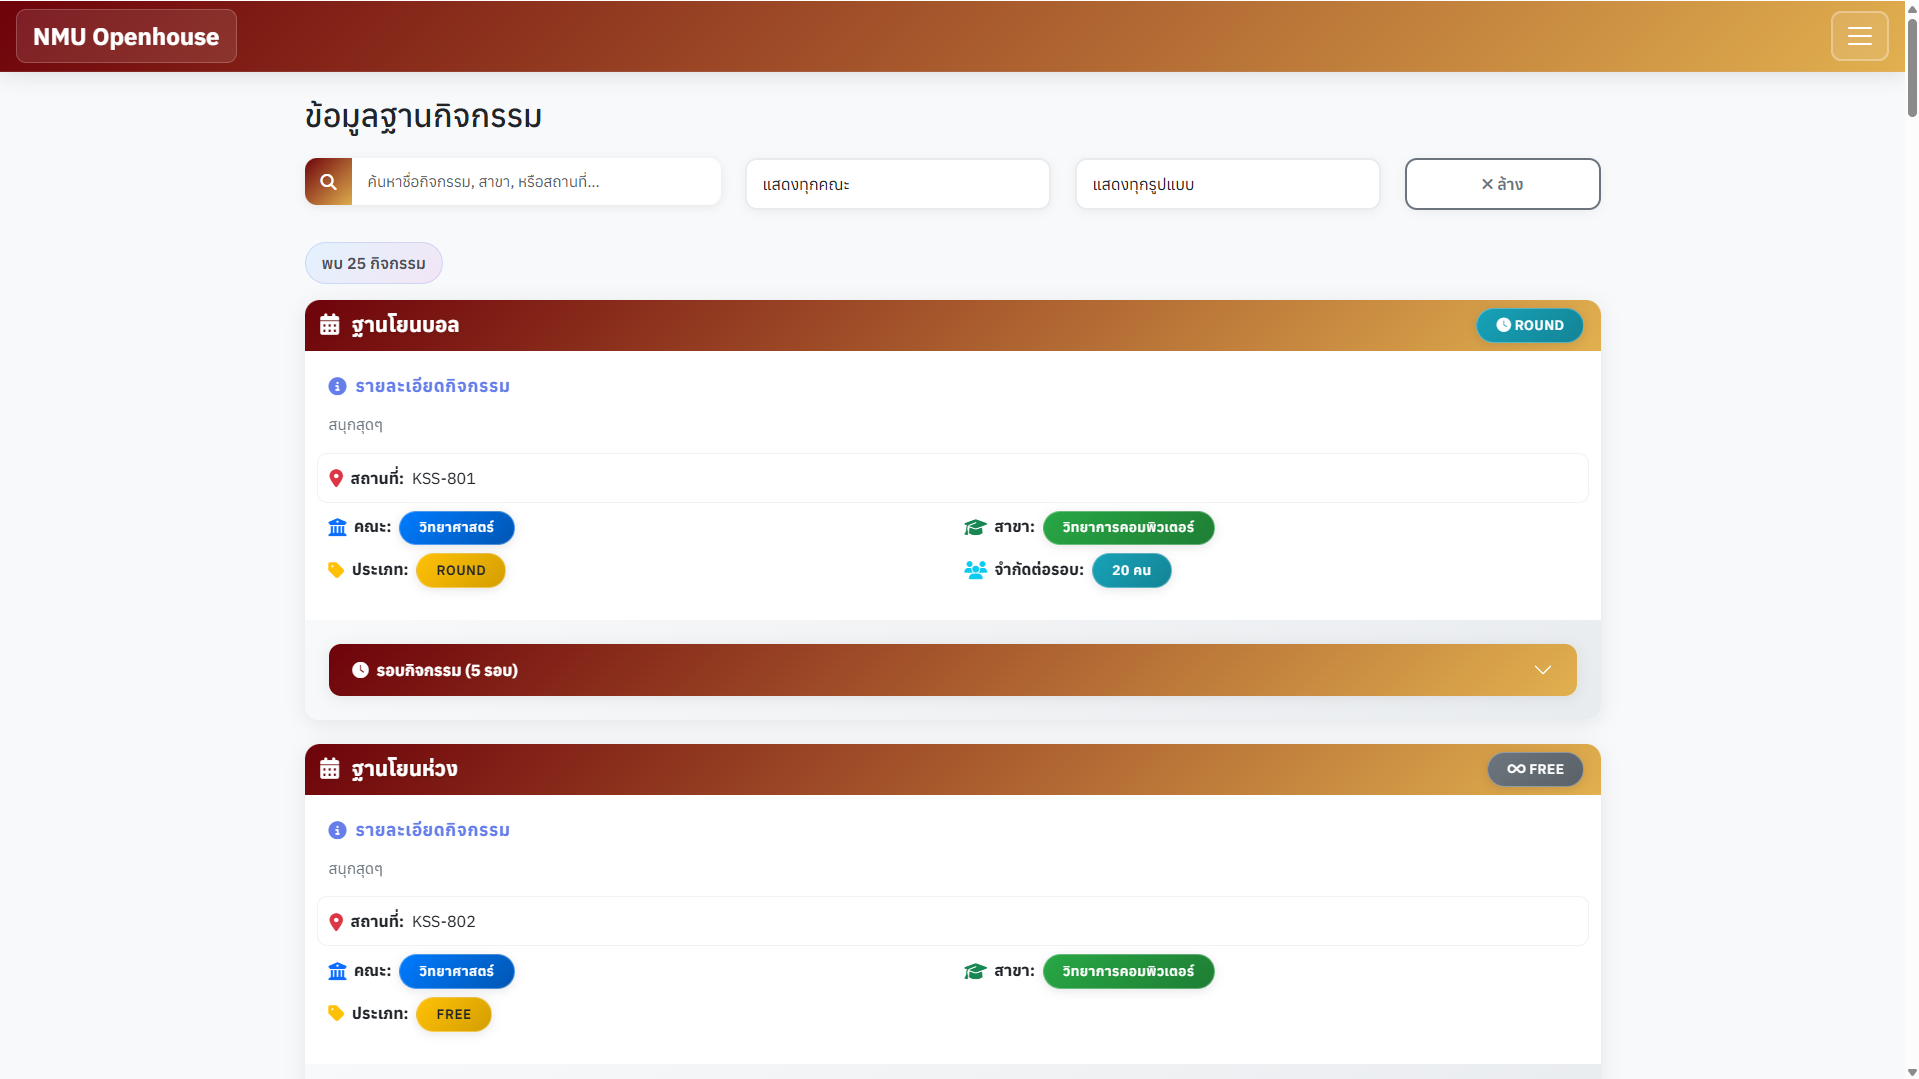 NMU Openhouse
ข้อมูลฐานกิจกรรม
ค้นหาชื่อกิจกรรม, สาขา, หรือสถานที่...
แสดงทุกคณะ
แสดงทุกรูปแบบ
✕ ล้าง
พบ 25 กิจกรรม
ฐานโยนบอล
ROUND
รายละเอียดกิจกรรม
สนุกสุดๆ
สถานที่: KSS-801
คณะ: วิทยาศาสตร์
สาขา: วิทยาการคอมพิวเตอร์
ประเภท: ROUND
จำกัดต่อรอบ: 20 คน
รอบกิจกรรม (5 รอบ)
ฐานโยนห่วง
FREE
รายละเอียดกิจกรรม
สนุกสุดๆ
สถานที่: KSS-802
คณะ: วิทยาศาสตร์
สาขา: วิทยาการคอมพิวเตอร์
ประเภท: FREE